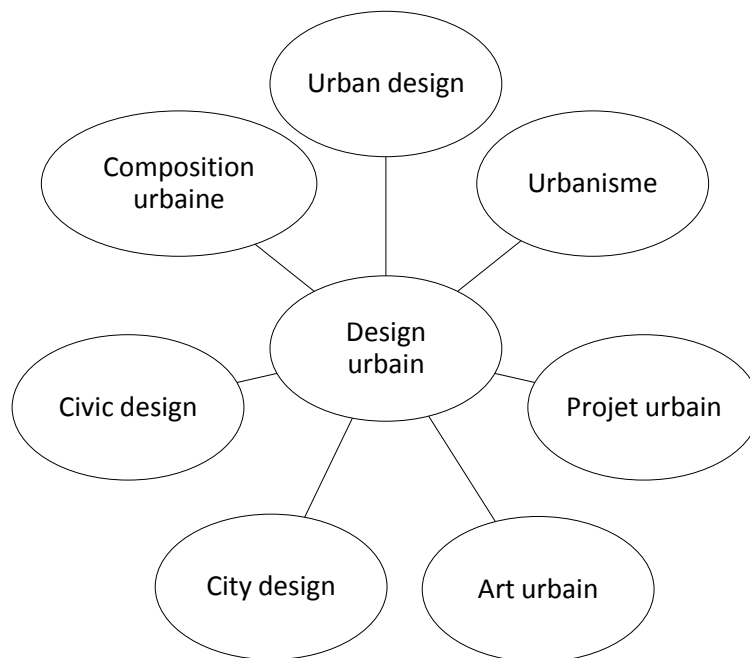 Urban design
Composition
urbaine
Urbanisme
Design
urbain
Civic design
Projet urbain
City design
Art urbain